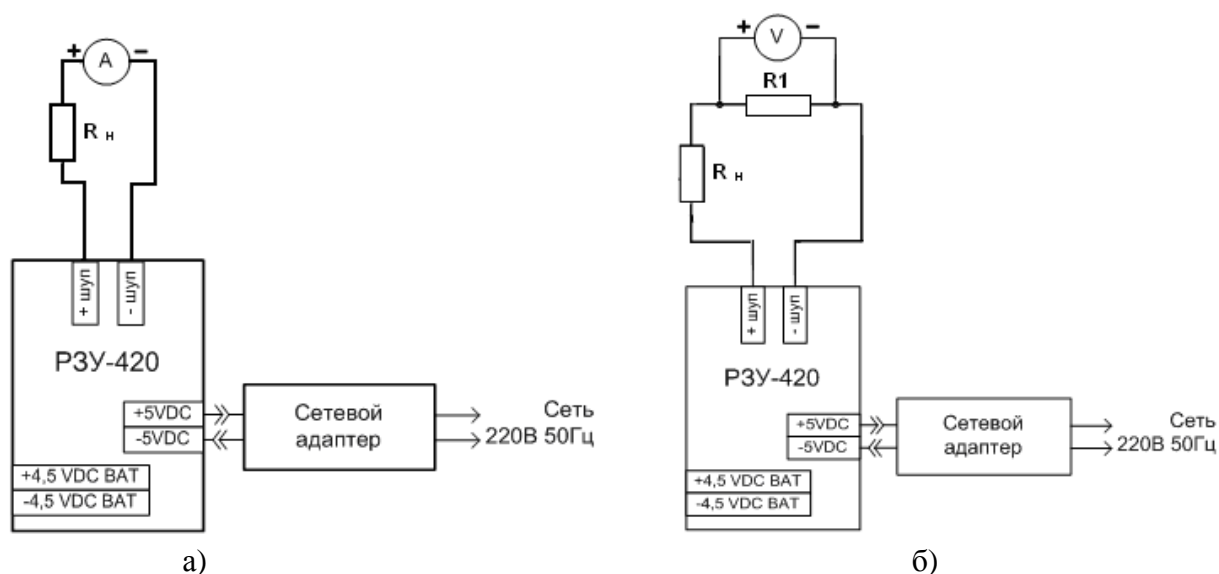 + A −
R н
+ щуп
- щуп
РЗУ-420
+5VDC
-5VDC
Сетевой
адаптер
Сеть
220В 50Гц
+4,5 VDC BAT
-4,5 VDC BAT
а)
+ V −
R1
R н
+ щуп
- щуп
РЗУ-420
+5VDC
-5VDC
Сетевой
адаптер
Сеть
220В 50Гц
+4,5 VDC BAT
-4,5 VDC BAT
б)